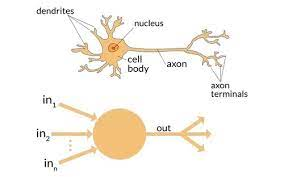 dendrites
nucleus
cell
body
axon
axon
terminals
in1
in2
inn
out